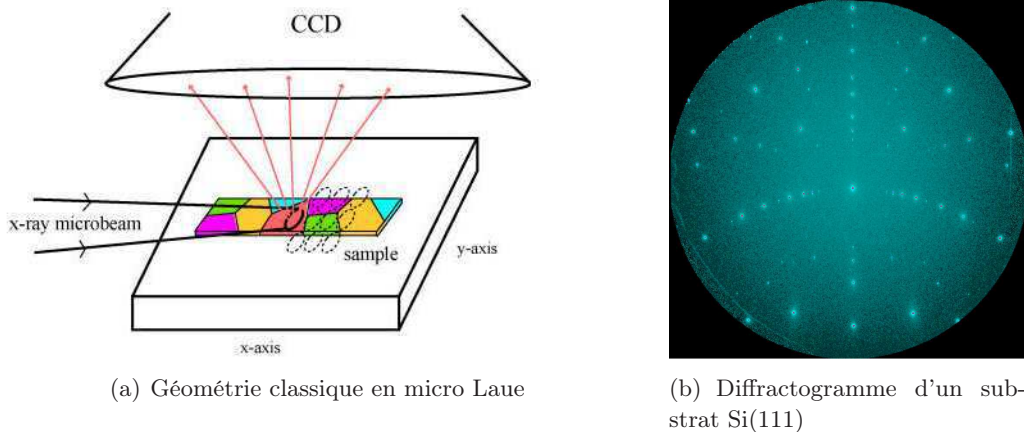 CCD
x-ray microbeam
sample
y-axis
x-axis
(a) Géométrie classique en micro Laue
(b) Diffractogramme d'un sub-
strat Si(111)